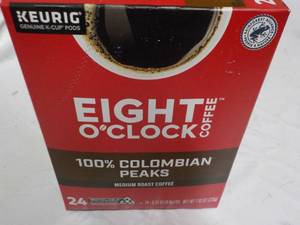 KEURIG
GENUINE K-CUP PODS
EIGHT
O'CLOCK
COFFEE
100% COLOMBIAN
PEAKS
MEDIUM ROAST COFFEE
24